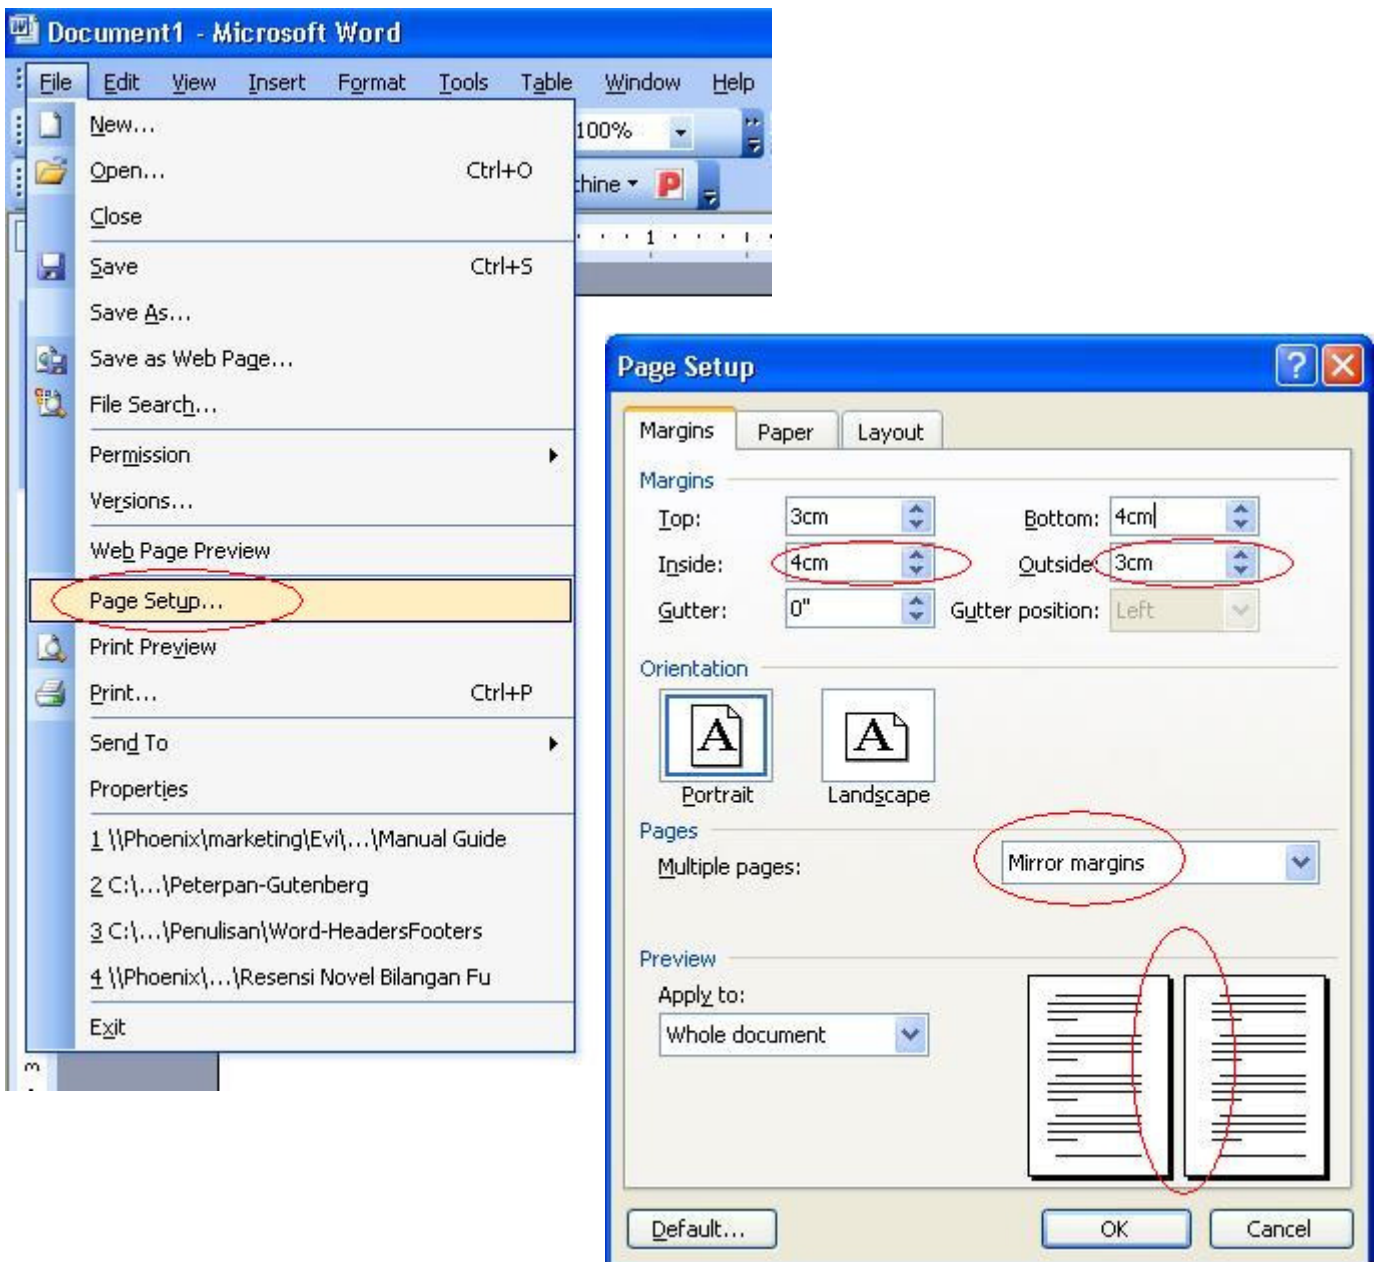 Document1 - Microsoft Word
File Edit View Insert Format Tools Table Window Help
New...
100%
Open... Ctrl+O
Close
1
Save Ctrl+S
Save As...
Save as Web Page...
File Search...
Permission
Versions...
Web Page Preview
Page Setup...
Print Preview
Print... Ctrl+P
Send To
Properties
1 \\Phoenix\marketing\Evi\...\Manual Guide
2 C:\...\Peterpan-Gutenberg
3 C:\...\Penulisan\Word-HeadersFooters
4 \\Phoenix\...\Resensi Novel Bilangan Fu
Exit
3
Page Setup
Margins Paper Layout
Margins
Top: 3cm Bottom: 4cm
Inside: 4cm Outside: 3cm
Gutter: 0" Gutter position: Left
Orientation
A A
Portrait Landscape
Pages
Multiple pages: Mirror margins
Preview
Apply to:
Whole document
Default... OK Cancel